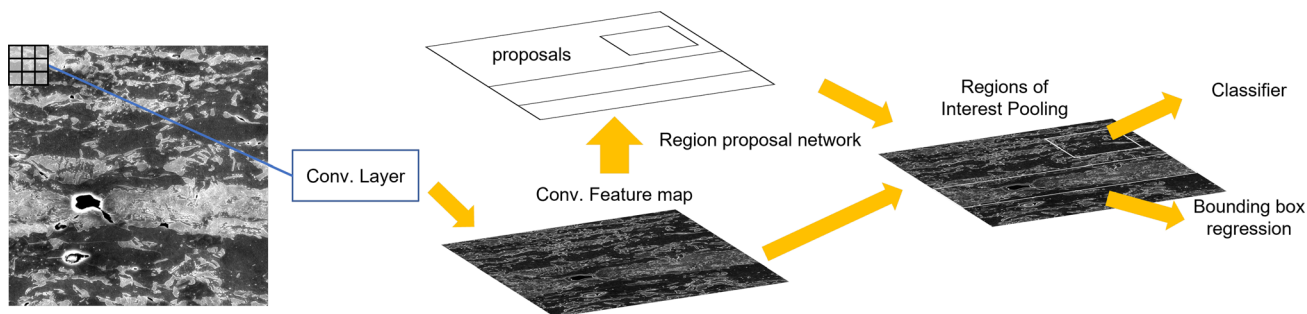 proposals
Conv. Layer
Region proposal network
Conv. Feature map
Regions of
Interest Pooling
Classifier
Bounding box
regression